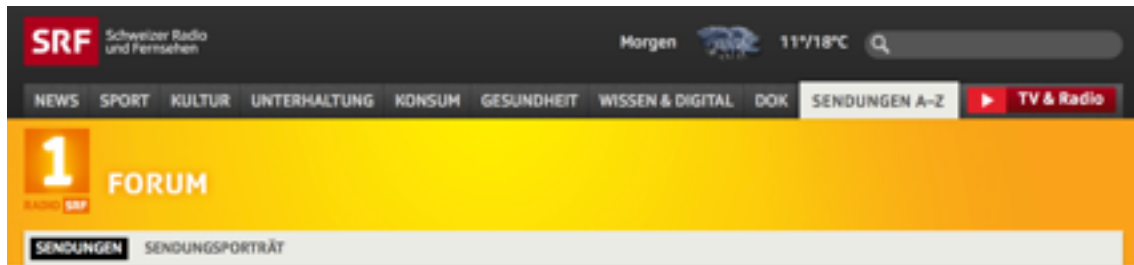 SRF Schweizer Radio
und Fernsehen
Morgen 11°/18°C
NEWS SPORT KULTUR UNTERHALTUNG KONSUM GESUNDHEIT WISSEN & DIGITAL DOK SENDUNGEN A–Z TV & Radio
1
FORUM
RADIO SRF
SENDUNGEN SENDUNGSPORTRÄT